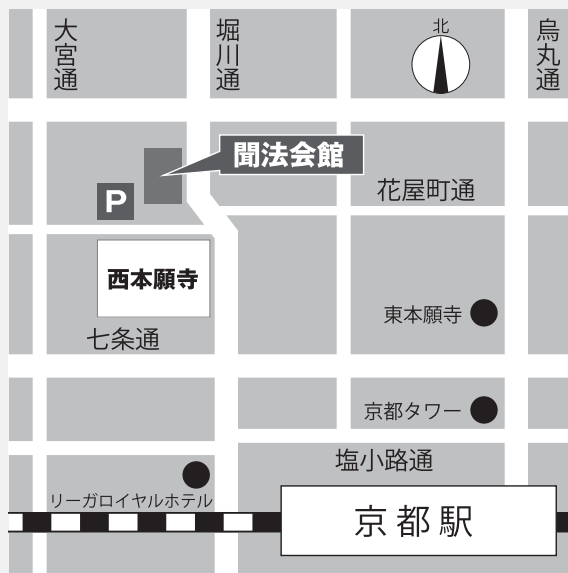 大宮通
堀川通
北
烏丸通
聞法会館
P
花屋町通
西本願寺
東本願寺
七条通
京都タワー
塩小路通
リーガロイヤルホテル
京都駅